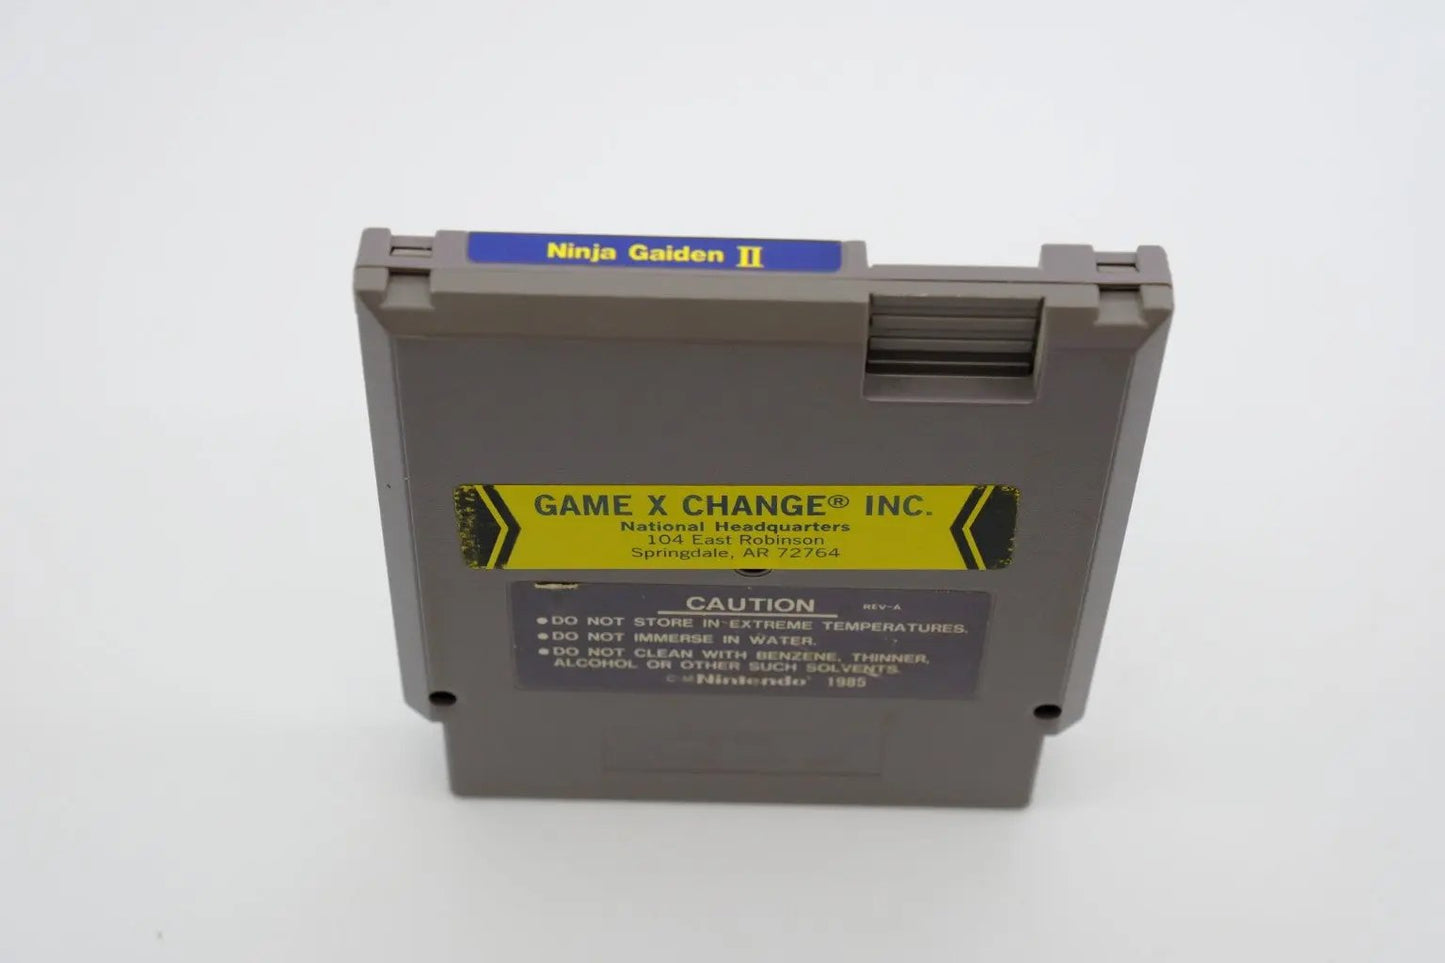 Ninja Gaiden II
GAME X CHANGE® INC.
National Headquarters
104 East Robinson
Springdale, AR 72764
CAUTION REV-A
●DO NOT STORE IN EXTREME TEMPERATURES.
●DO NOT IMMERSE IN WATER.
●DO NOT CLEAN WITH BENZENE, THINNER,
ALCOHOL OR OTHER SUCH SOLVENTS.
Nintendo 1985